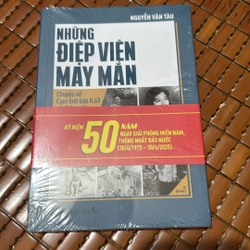 NGUYỄN VĂN TÀU
NHỮNG
ĐIỆP VIÊN
MAY MẮN
Chuyện về
Cụm tình báo H.63
KỶ NIỆM
50 NĂM
NGÀY GIẢI PHÓNG MIỀN NAM,
THỐNG NHẤT ĐẤT NƯỚC
(30/4/1975 - 30/4/2025)